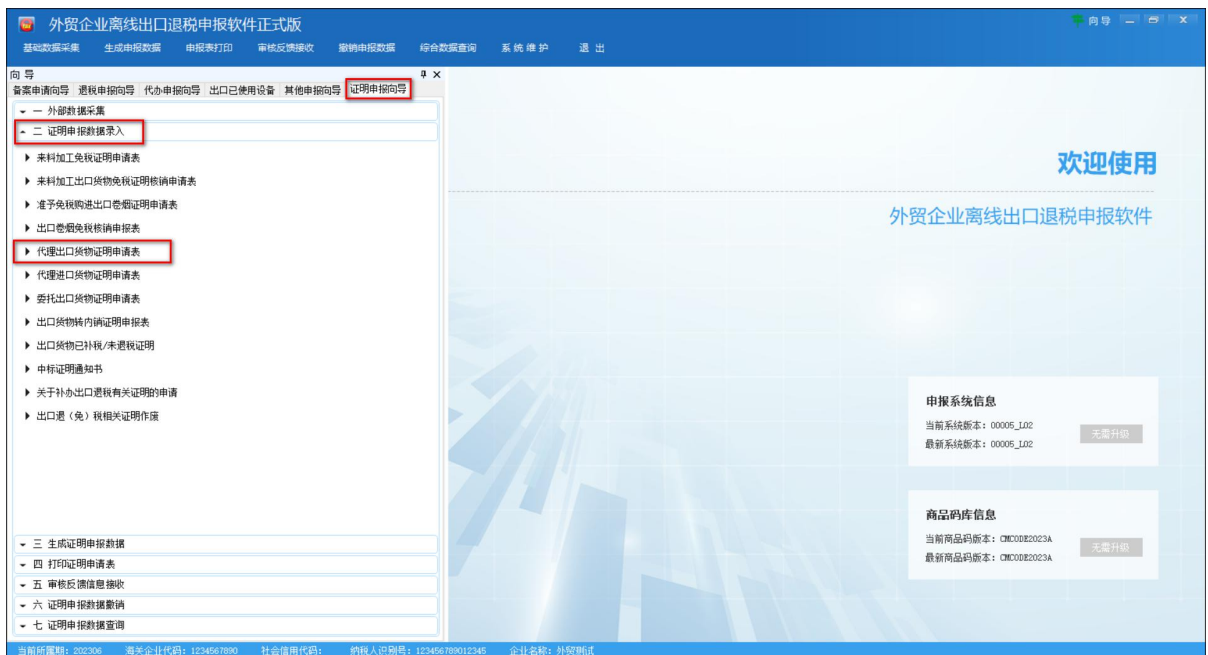 外贸企业离线出口退税申报软件正式版
向导
基础数据采集 生成申报数据 申报表打印 审核反馈接收 撤销申报数据 综合数据查询 系统维护 退出
向导
备案申请向导 退税申报向导 代办申报向导 出口已使用设备 其他申报向导 证明申报向导
一 外部数据采集
二 证明申报数据录入
来料加工免税证明申请表
来料加工出口货物免税证明核销申请表
准予免税购进出口卷烟证明申请表
出口卷烟免税核销申报表
代理出口货物证明申请表
代理进口货物证明申请表
委托出口货物证明申请表
出口货物转内销证明申报表
出口货物已补税/未退税证明
中标证明通知书
关于补办出口退税有关证明的申请
出口退（免）税相关证明作废
三 生成证明申报数据
四 打印证明申请表
五 审核反馈信息接收
六 证明申报数据撤销
七 证明申报数据查询
欢迎使用
外贸企业离线出口退税申报软件
申报系统信息
当前系统版本：00005_L02
最新系统版本：00005_L02
无需升级
商品码库信息
当前商品码版本：CMCODE2023A
最新商品码版本：CMCODE2023A
无需升级
当前所属期：202306 海关企业代码：1234567890 社会信用代码： 纳税人识别号：123456789012345 企业名称：外贸测试